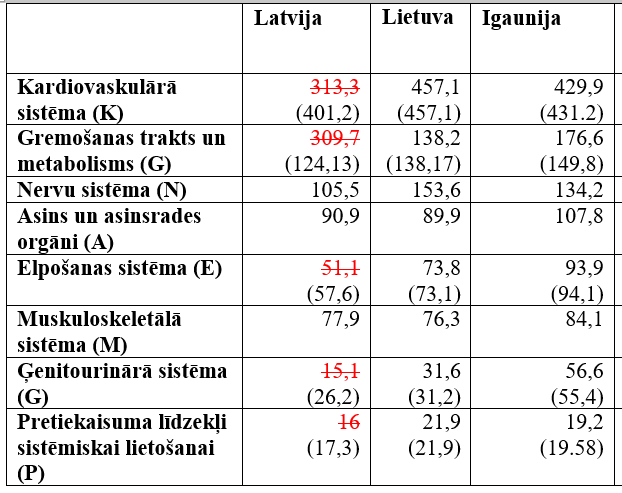 Latvija Lietuva Igaunija
Kardiovaskulārā 313,3 457,1 429,9
sistēma (K) (401,2) (457,1) (431.2)
Gremošanas trakts un 309,7 138,2 176,6
metabolisms (G) (124,13) (138,17) (149,8)
Nervu sistēma (N) 105,5 153,6 134,2
Asins un asinsrades 90,9 89,9 107,8
orgāni (A)
Elpošanas sistēma (E) 51,1 73,8 93,9
(57,6) (73,1) (94,1)
Muskuloskeletālā 77,9 76,3 84,1
sistēma (M)
Ģenitourinārā sistēma 15,1 31,6 56,6
(G) (26,2) (31,2) (55,4)
Pretiekaisuma līdzekļi 16 21,9 19,2
sistēmiskai lietošanai (17,3) (21,9) (19.58)
(P)